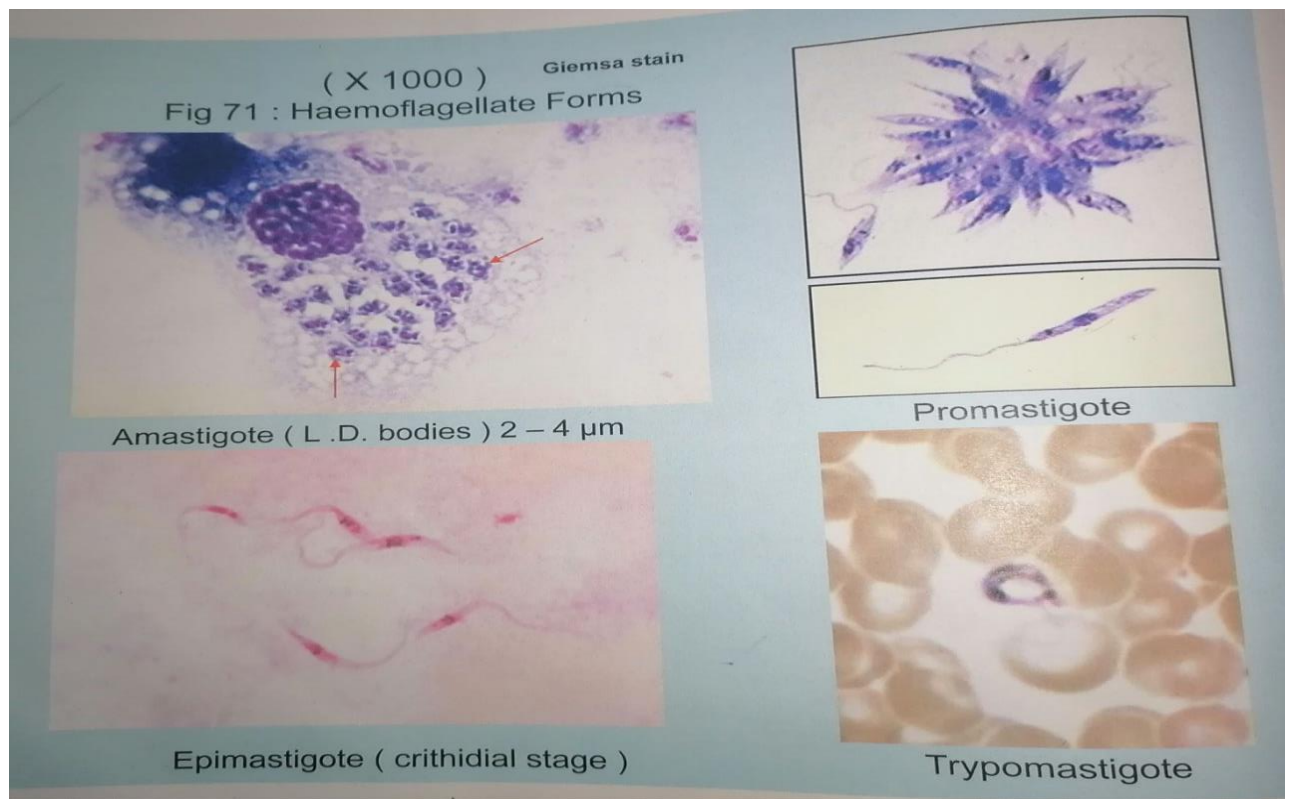 ( X 1000 ) Giemsa stain
Fig 71 : Haemoflagellate Forms
Amastigote ( L .D. bodies ) 2 – 4 µm
Promastigote
Epimastigote ( crithidial stage )
Trypomastigote